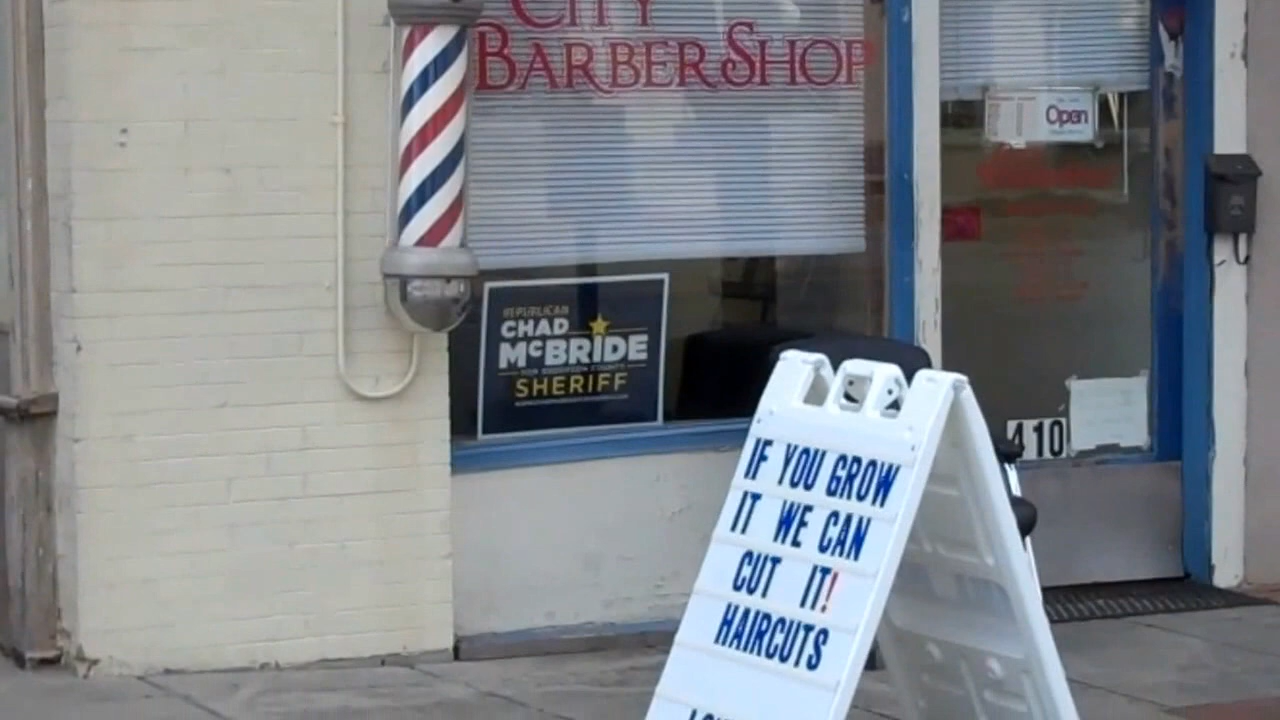 CITY
BARBERSHOP
Open
REPUBLICAN
CHAD
McBRIDE
SHERIFF
410
IF YOU GROW
IT WE CAN
CUT IT!
HAIRCUTS